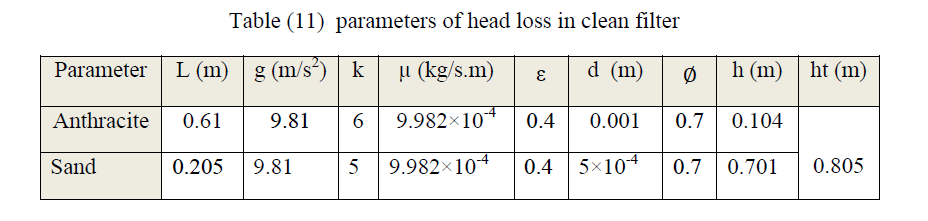 Table (11) parameters of head loss in clean filter
Parameter L (m) g (m/s²) k μ (kg/s.m) ε d (m) Ø h (m) ht (m)
Anthracite 0.61 9.81 6 9.982×10⁻⁴ 0.4 0.001 0.7 0.104
Sand 0.205 9.81 5 9.982×10⁻⁴ 0.4 5×10⁻⁴ 0.7 0.701 0.805